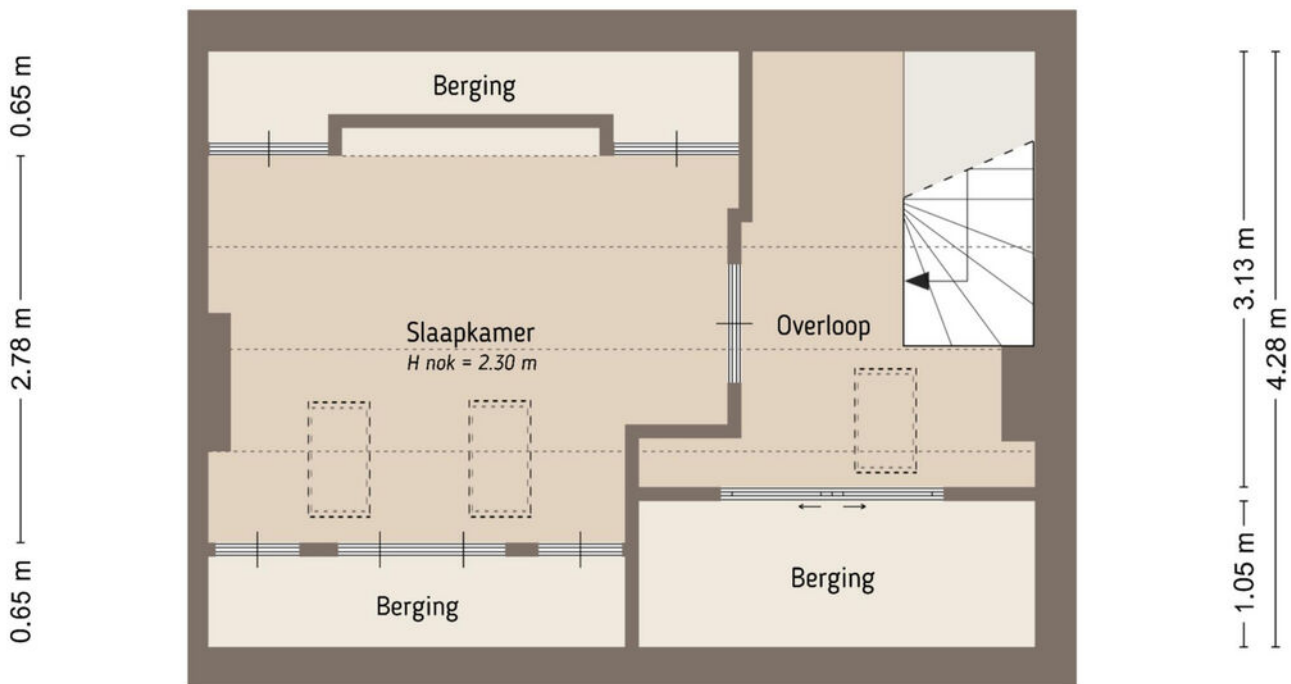 0.65 m
2.78 m
0.65 m
Berging
Slaapkamer
H nok = 2.30 m
Overloop
Berging
Berging
3.13 m
1.05 m
4.28 m